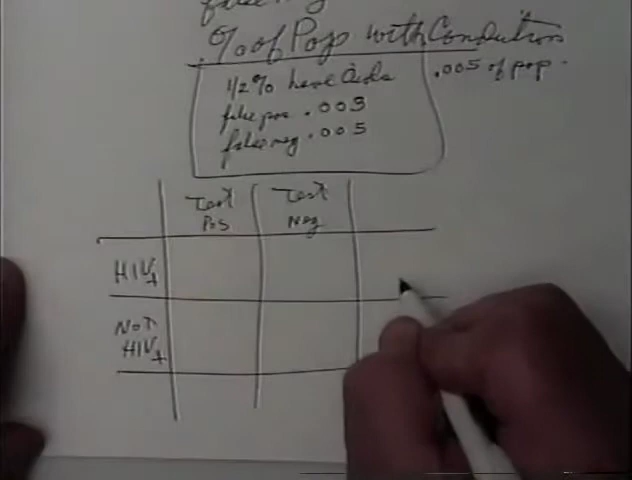 % of Pop with Condition
1/2% have Aids
.005 of pop.
false pos .003
false neg .005
Test Pos
Test Neg
HIV+
NOT
HIV+